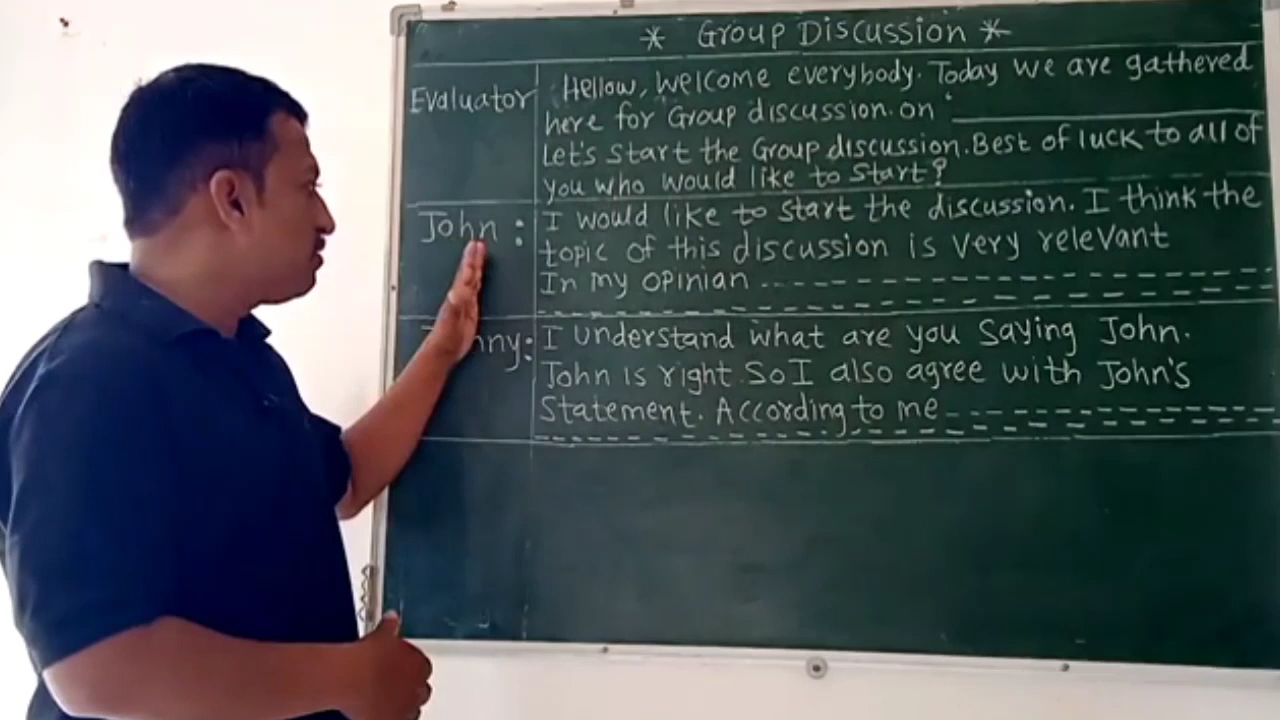 * Group Discussion *
Evaluator
Hellow, Welcome everybody. Today we are gathered
here for Group discussion. on
Let's start the Group discussion. Best of luck to all of
you who would like to start?
John : I would like to start the discussion. I think the
topic of this discussion is very relevant
In my opinian
nny: I understand what are you saying John.
John is right So I also agree with John's
Statement. According to me